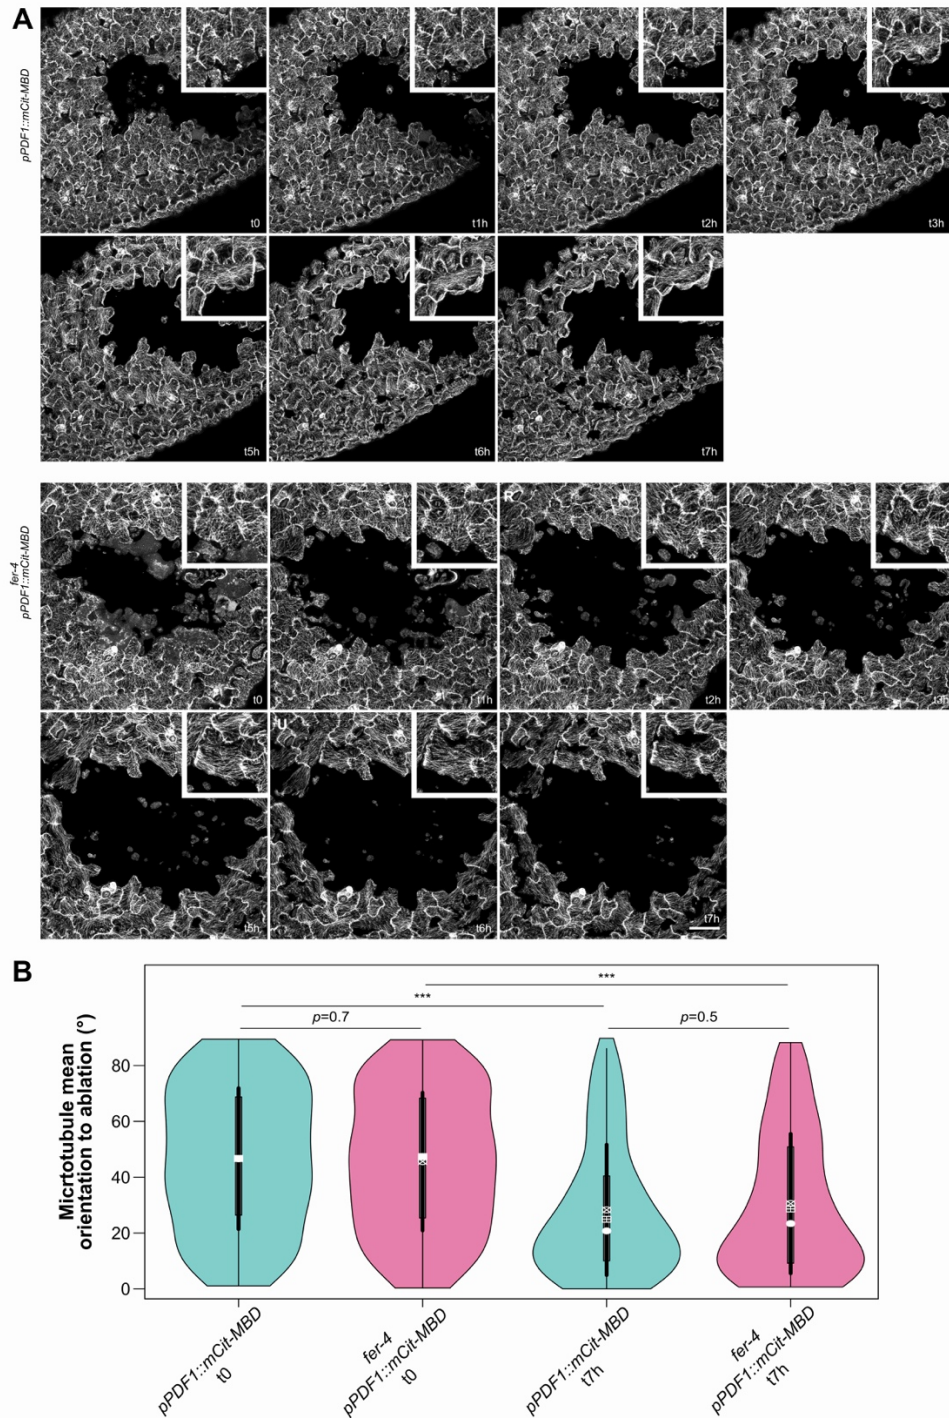 A
pPDF1::mCit-MBD
t0
t1h
t2h
t3h
t5h
t6h
t7h
fer-4
pPDF1::mCit-MBD
R
t0
t1h
t2h
t3h
U
t5h
t6h
t7h
B
***
***
p=0.7
p=0.5
Micrtotubule mean
orientation to ablation (°)
80
60
40
20
0
pPDF1::mCit-MBD
t0
fer-4
pPDF1::mCit-MBD
t0
pPDF1::mCit-MBD
t7h
fer-4
pPDF1::mCit-MBD
t7h